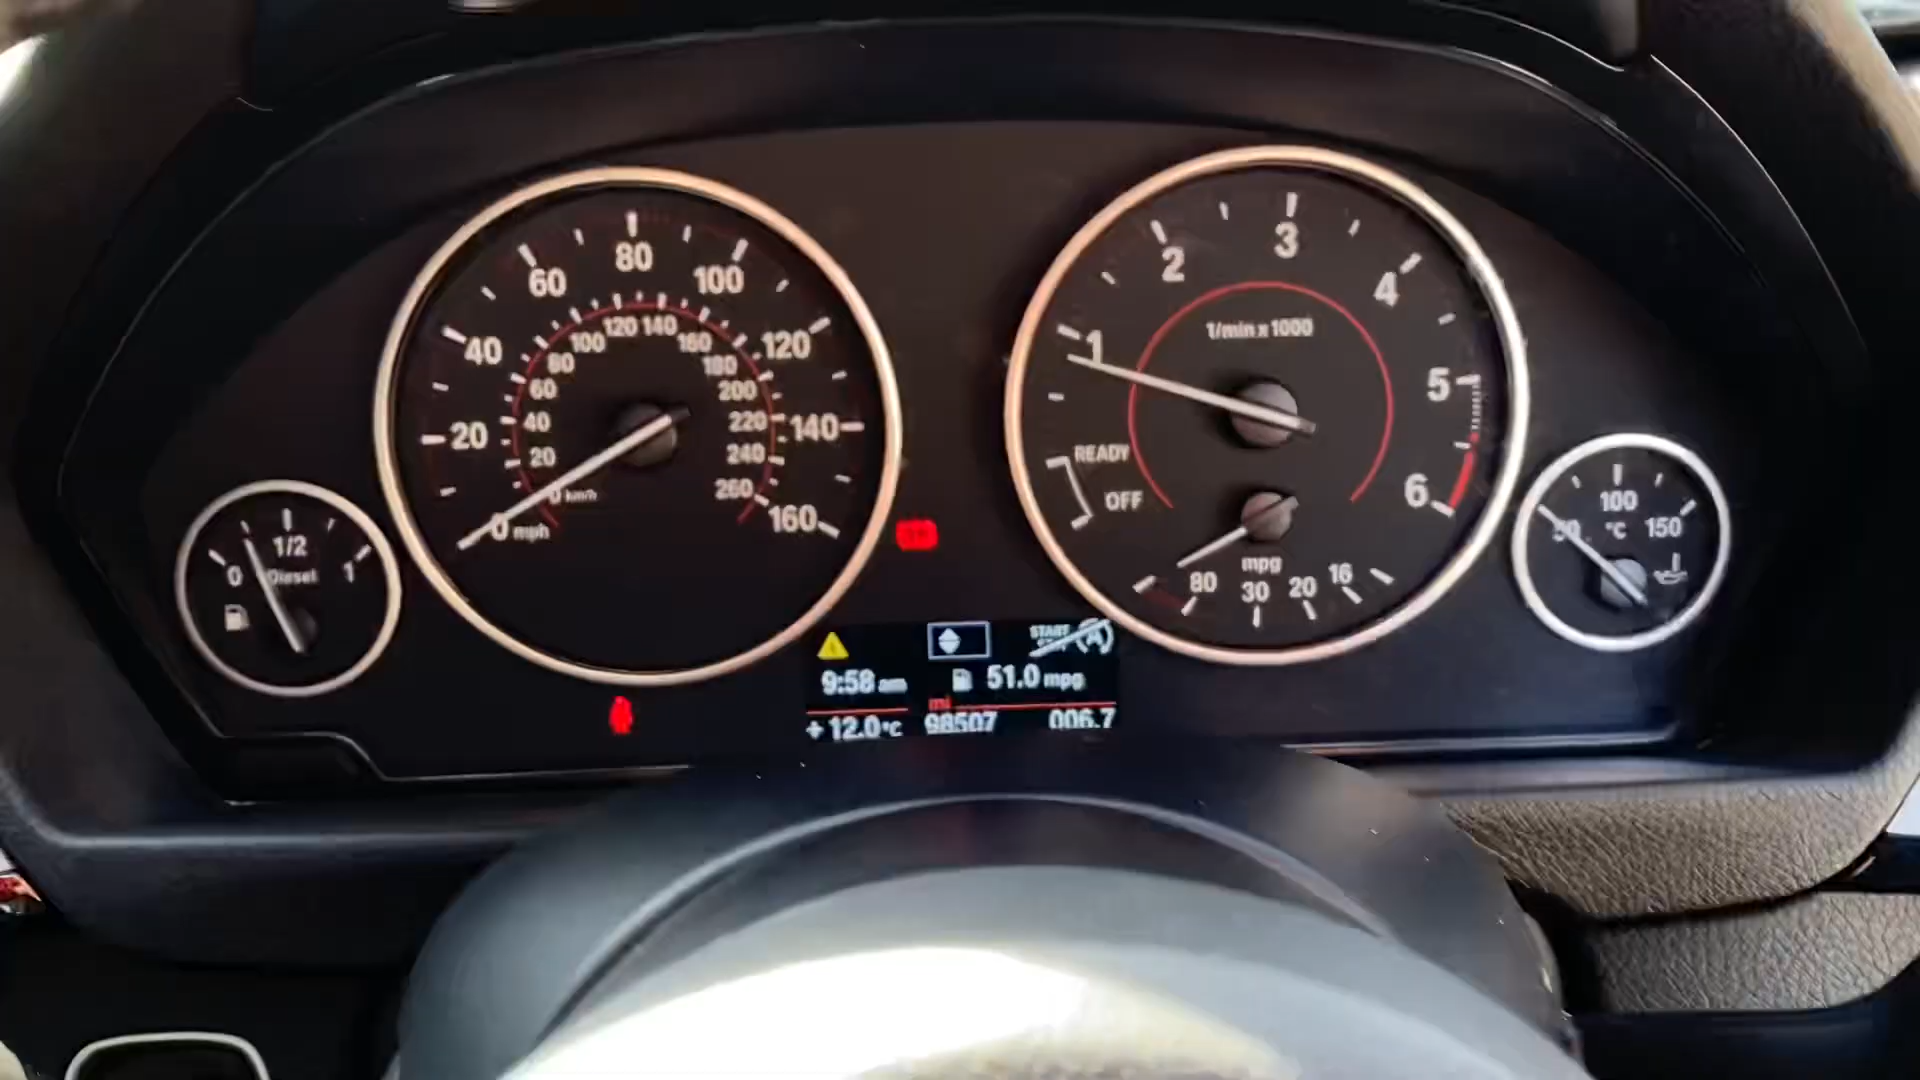 0 mph 20 40 60 80 100 120 140 160
0 km/h 20 40 60 80 100 120 140 160 180 200 220 240 260
0 1/2 1
Diesel
1 2 3 4 5 6
1/min x 1000
READY
OFF
mpg
80 30 20 16
50 100 150
°C
START
9:58 am 51.0 mpg
mi
+12.0°C 98507 006.7